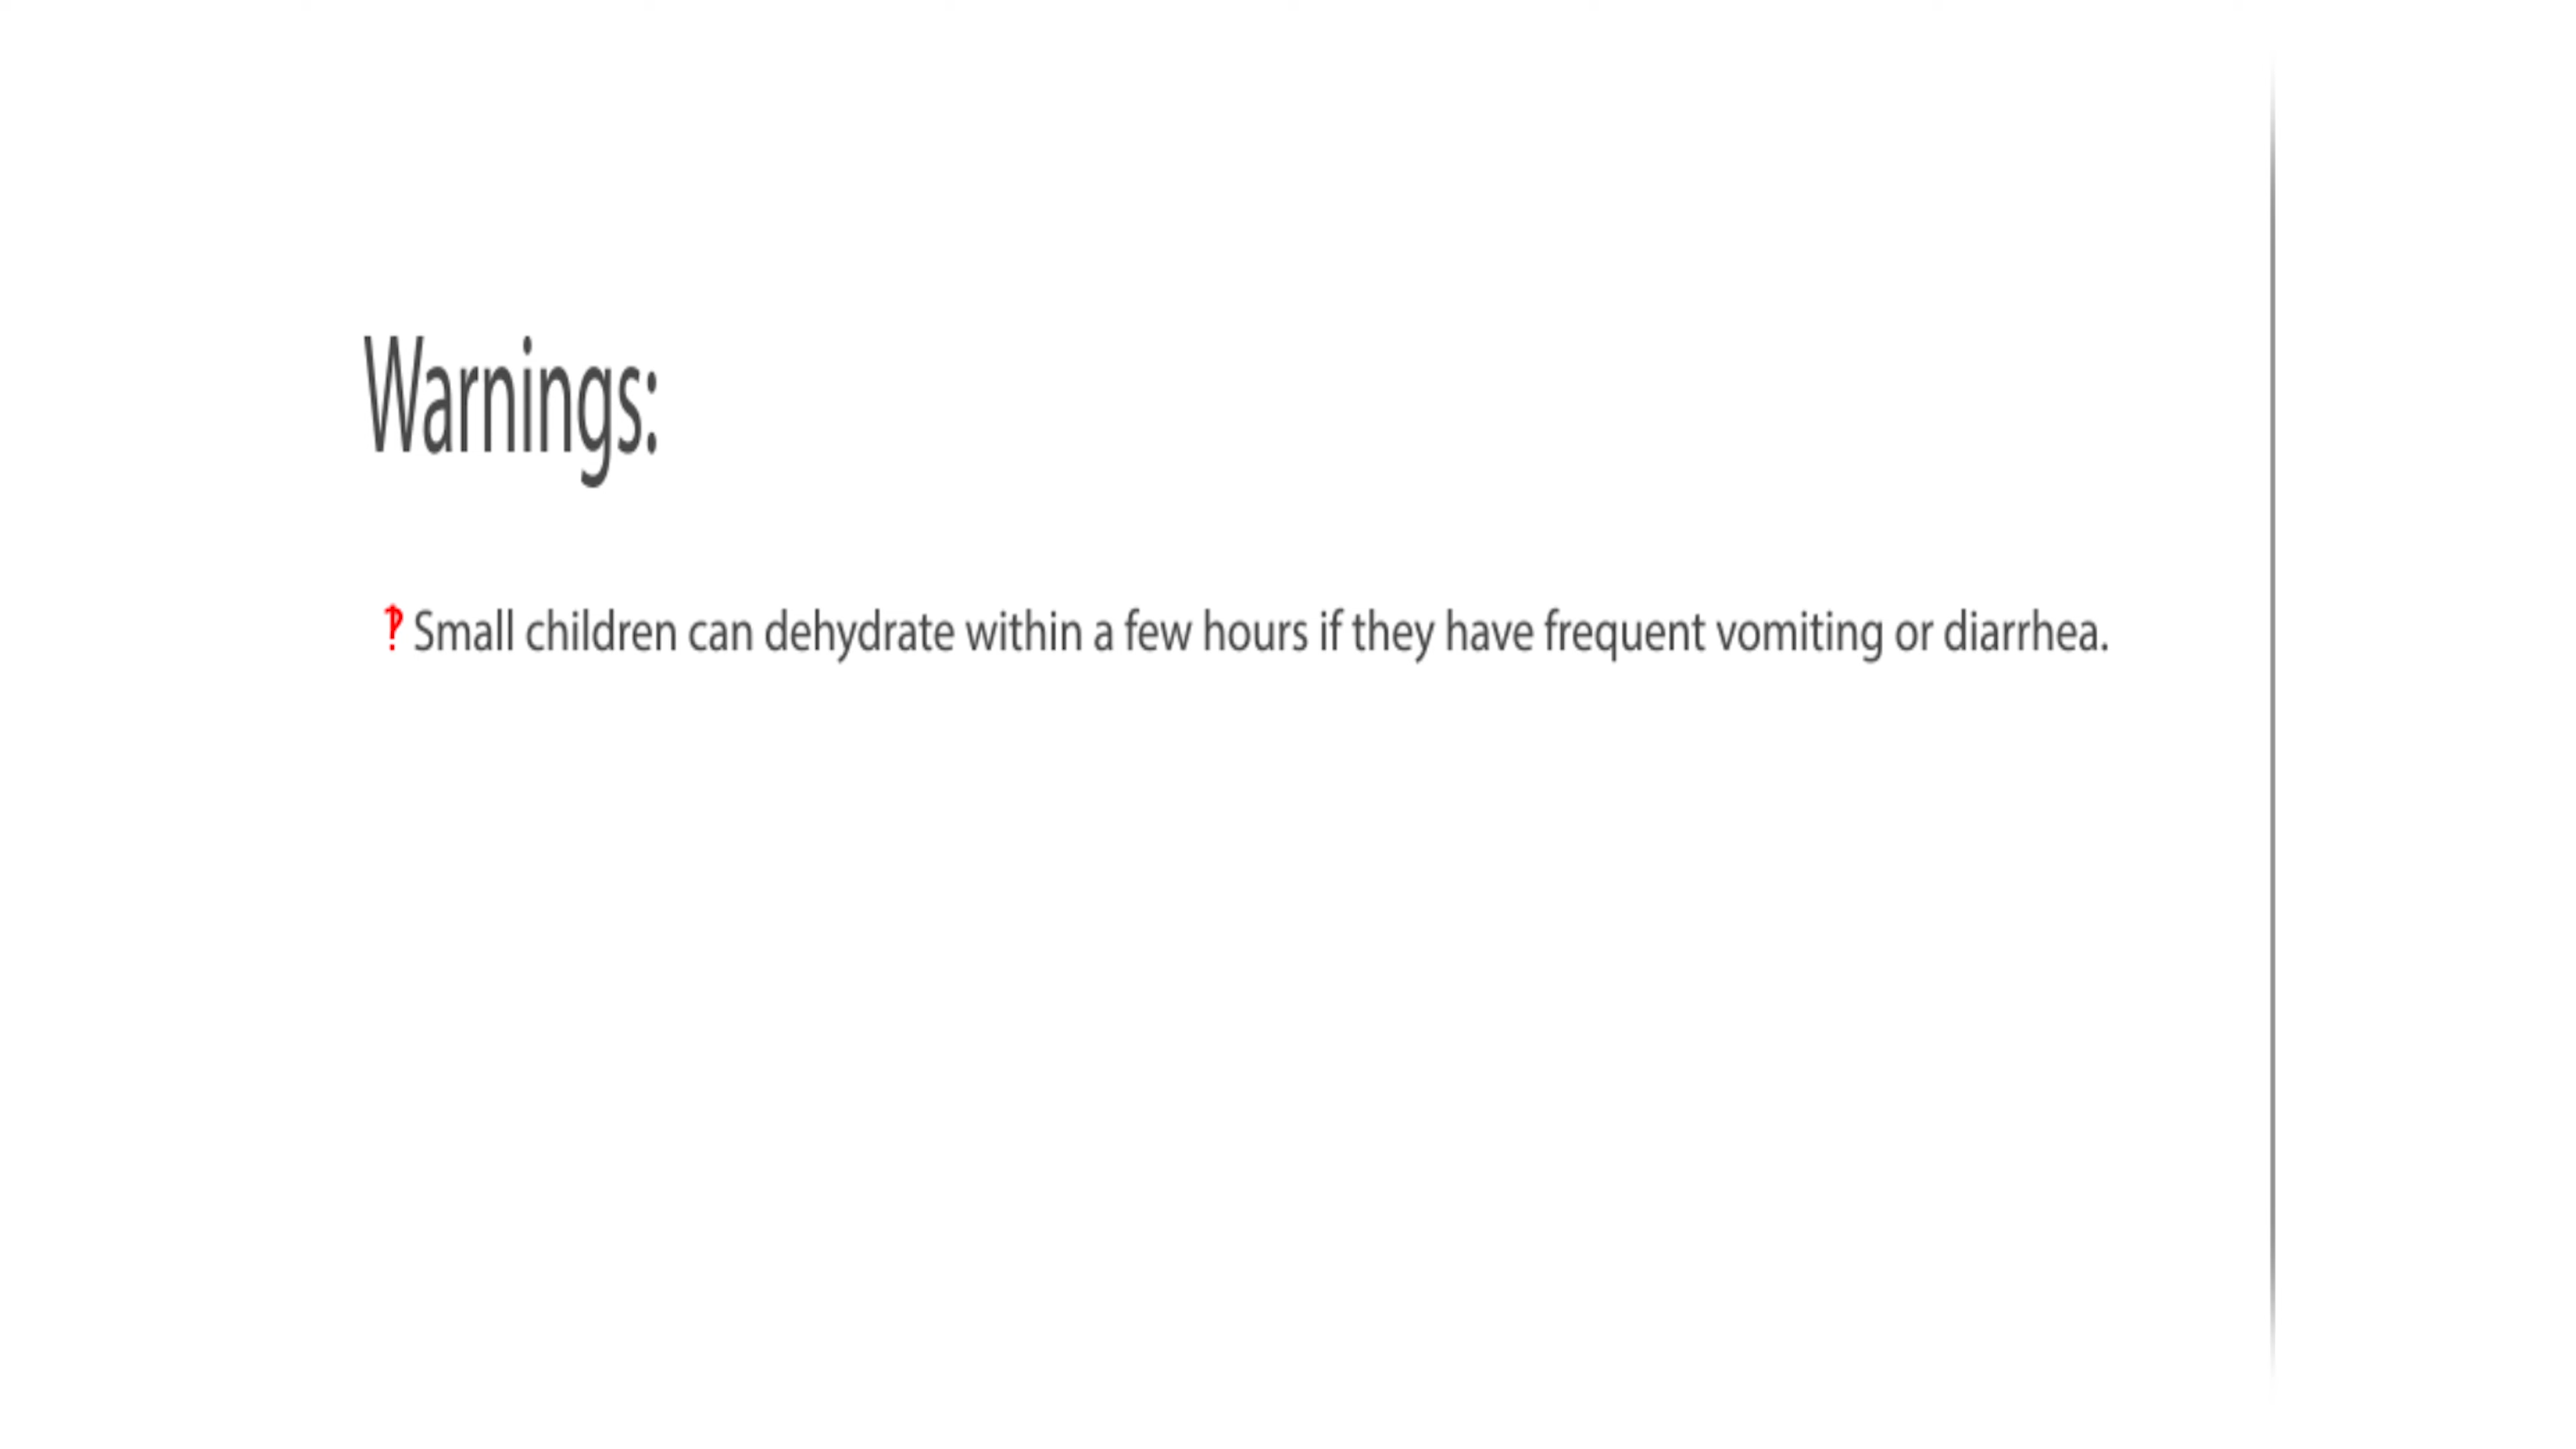 Warnings:
‽ Small children can dehydrate within a few hours if they have frequent vomiting or diarrhea.